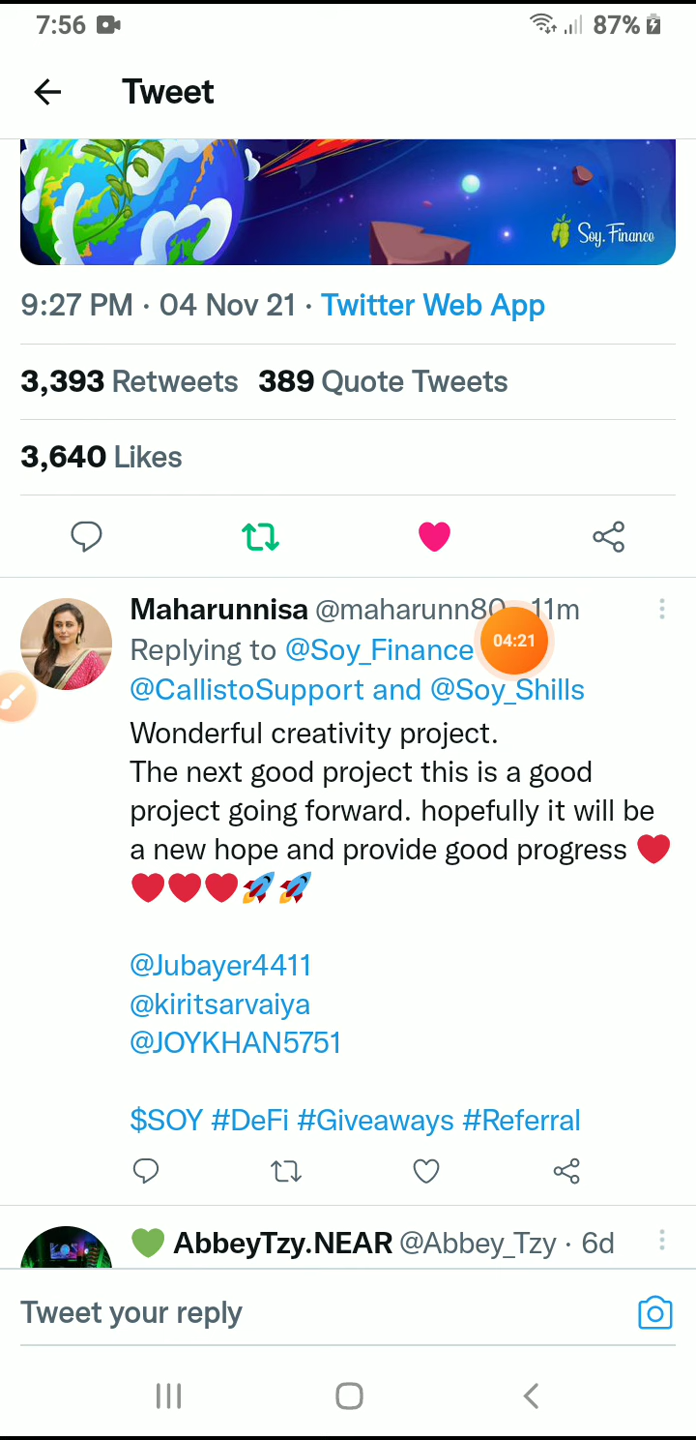 7:56
87%
Tweet
Soy.Finance
9:27 PM · 04 Nov 21 · Twitter Web App
3,393 Retweets 389 Quote Tweets
3,640 Likes
Maharunnisa @maharunn80 11m
04:21
Replying to @Soy_Finance
@CallistoSupport and @Soy_Shills
Wonderful creativity project.
The next good project this is a good
project going forward. hopefully it will be
a new hope and provide good progress ❤️
❤️❤️❤️🚀🚀
@Jubayer4411
@kiritsarvaiya
@JOYKHAN5751
$SOY #DeFi #Giveaways #Referral
💚 AbbeyTzy.NEAR @Abbey_Tzy · 6d
Tweet your reply